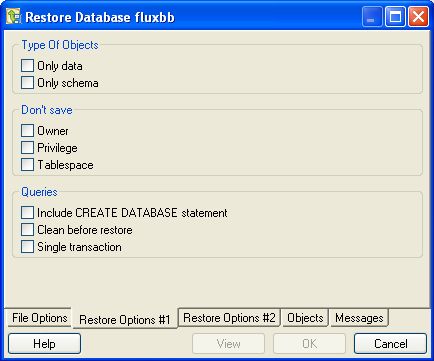 Restore Database fluxbb
Type Of Objects
Only data
Only schema
Don't save
Owner
Privilege
Tablespace
Queries
Include CREATE DATABASE statement
Clean before restore
Single transaction
File Options Restore Options #1 Restore Options #2 Objects Messages
Help View OK Cancel